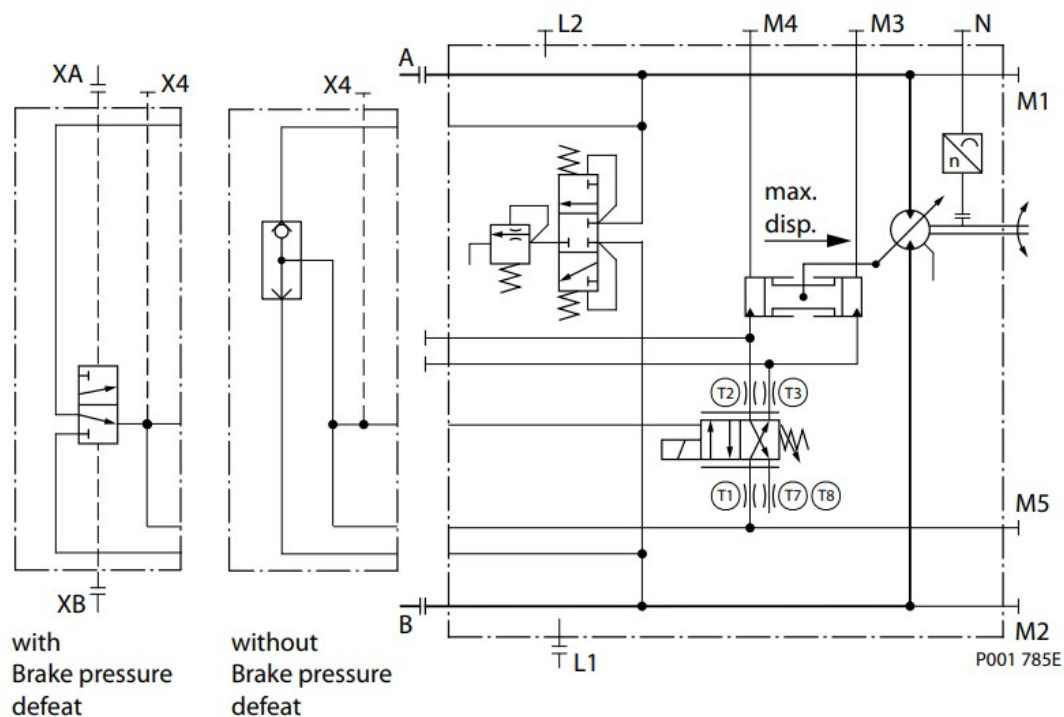 L2
M4
M3
N
A
XA
X4
X4
M1
n
max.
disp.
T2
T3
T1
T7
T8
M5
XB
B
M2
L1
P001 785E
with
Brake pressure
defeat
without
Brake pressure
defeat